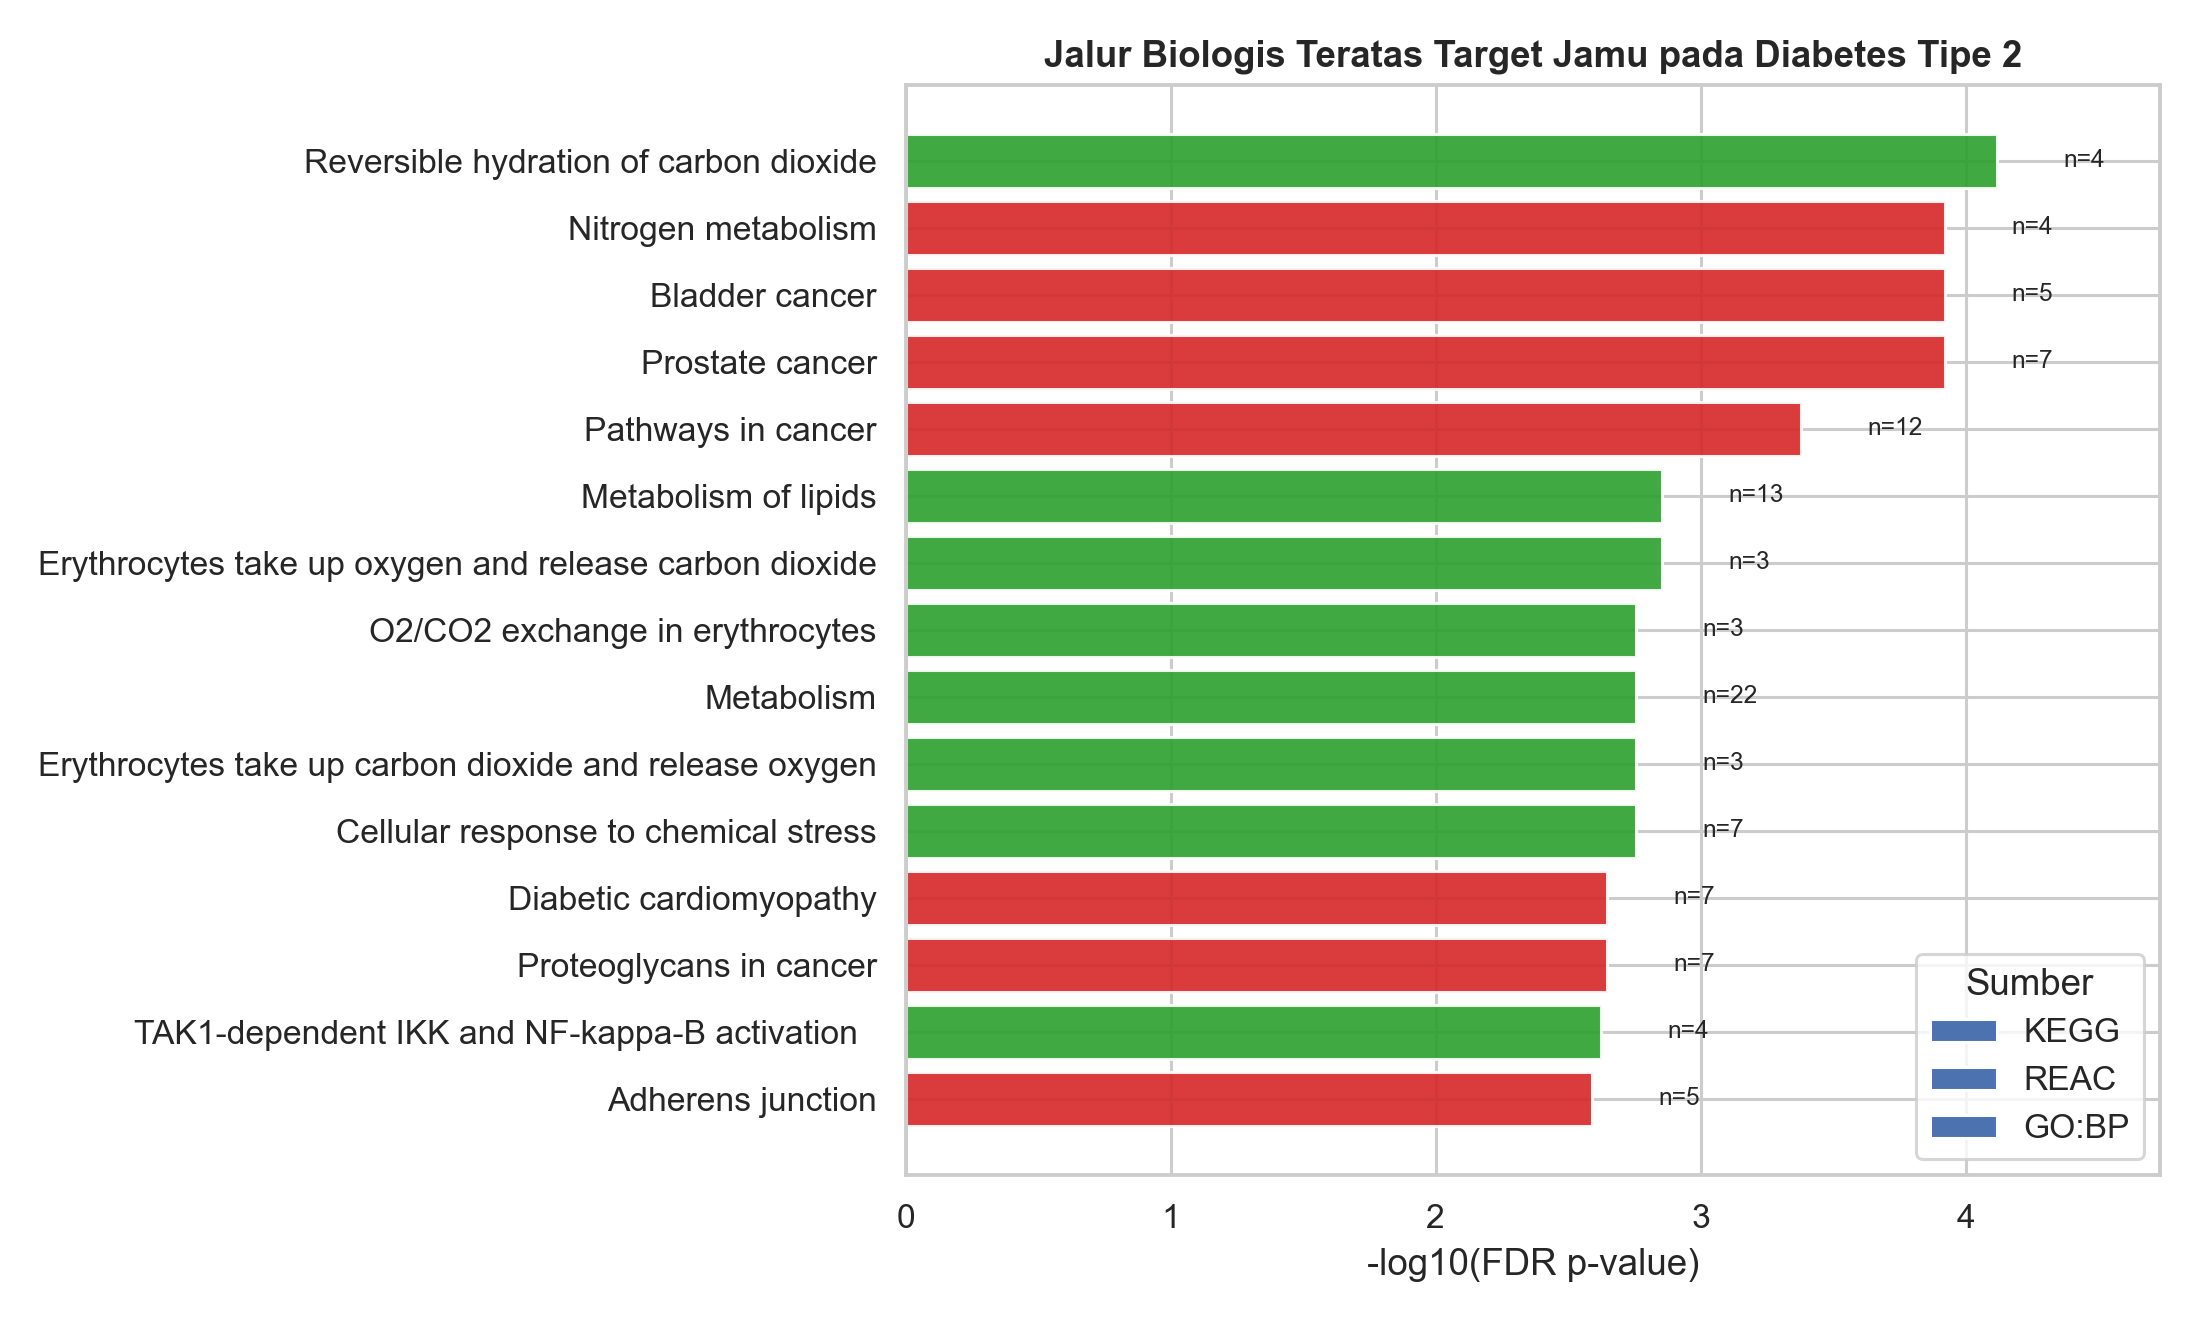 Jalur Biologis Teratas Target Jamu pada Diabetes Tipe 2
Reversible hydration of carbon dioxide n=4
Nitrogen metabolism n=4
Bladder cancer n=5
Prostate cancer n=7
Pathways in cancer n=12
Metabolism of lipids n=13
Erythrocytes take up oxygen and release carbon dioxide n=3
O2/CO2 exchange in erythrocytes n=3
Metabolism n=22
Erythrocytes take up carbon dioxide and release oxygen n=3
Cellular response to chemical stress n=7
Diabetic cardiomyopathy n=7
Proteoglycans in cancer n=7
TAK1-dependent IKK and NF-kappa-B activation n=4
Adherens junction n=5
Sumber
KEGG
REAC
GO:BP
0 1 2 3 4
-log10(FDR p-value)